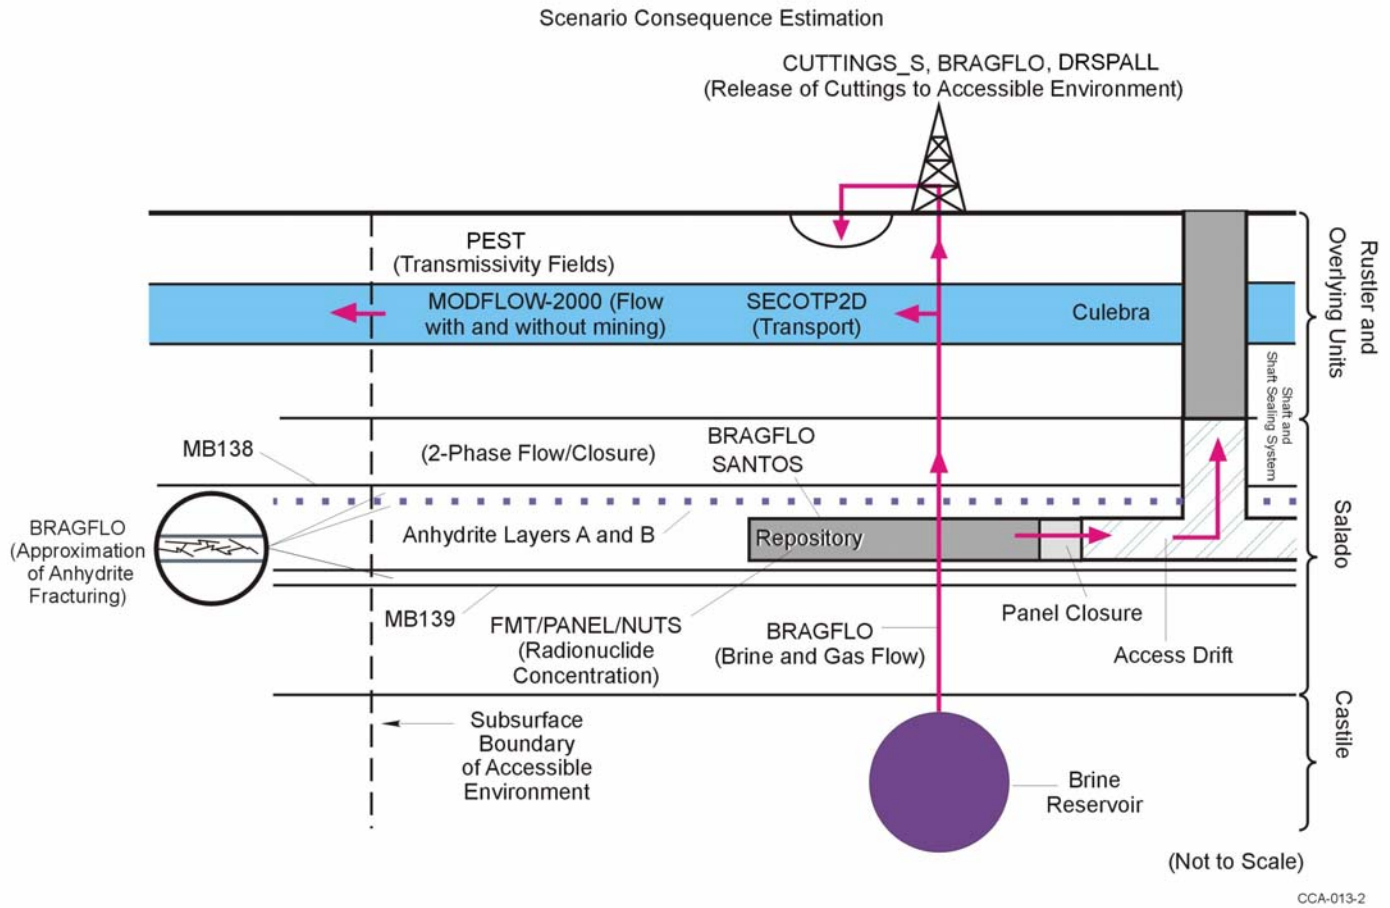 Scenario Consequence Estimation
CUTTINGS_S, BRAGFLO, DRSPALL
(Release of Cuttings to Accessible Environment)
PEST
(Transmissivity Fields)
MODFLOW-2000 (Flow
with and without mining)
SECOTP2D
(Transport)
Culebra
Rustler and
Overlying Units
Shaft and
Shaft Sealing System
MB138
(2-Phase Flow/Closure)
BRAGFLO
SANTOS
BRAGFLO
(Approximation
of Anhydrite
Fracturing)
Anhydrite Layers A and B
Repository
Salado
MB139
FMT/PANEL/NUTS
(Radionuclide
Concentration)
BRAGFLO
(Brine and Gas Flow)
Panel Closure
Access Drift
Subsurface
Boundary
of Accessible
Environment
Castile
Brine
Reservoir
(Not to Scale)
CCA-013-2